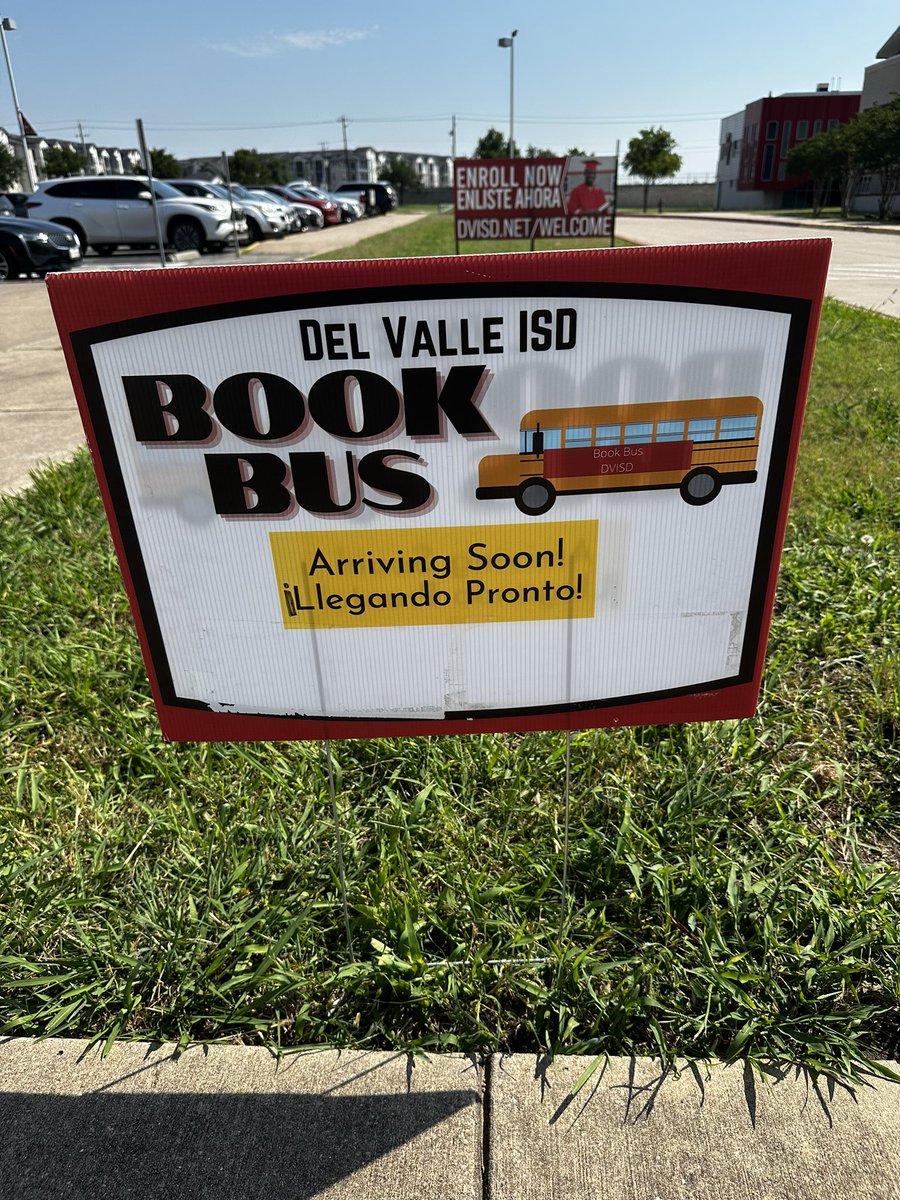 ENROLL NOW
ENLISTE AHORA
DVISD.NET/WELCOME
DEL VALLE ISD
BOOK
BUS
Book Bus
DVISD
Arriving Soon!
¡Llegando Pronto!